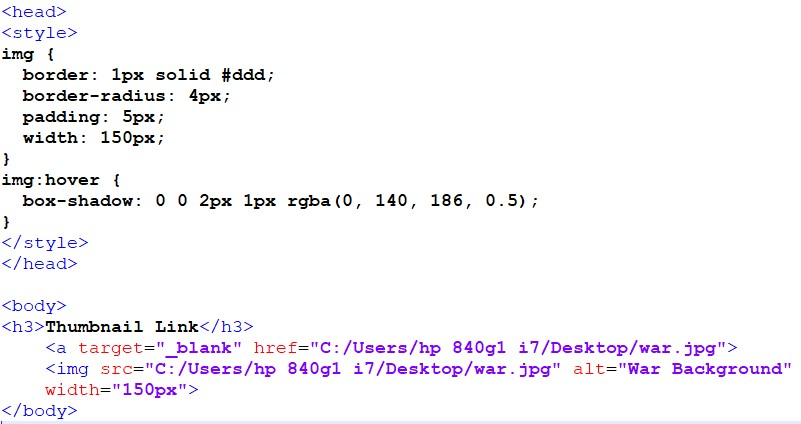 <head>
<style>
img {
  border: 1px solid #ddd;
  border-radius: 4px;
  padding: 5px;
  width: 150px;
}
img:hover {
  box-shadow: 0 0 2px 1px rgba(0, 140, 186, 0.5);
}
</style>
</head>

<body>
<h3>Thumbnail Link</h3>
    <a target="_blank" href="C:/Users/hp 840g1 i7/Desktop/war.jpg">
    <img src="C:/Users/hp 840g1 i7/Desktop/war.jpg" alt="War Background"
    width="150px">
</body>